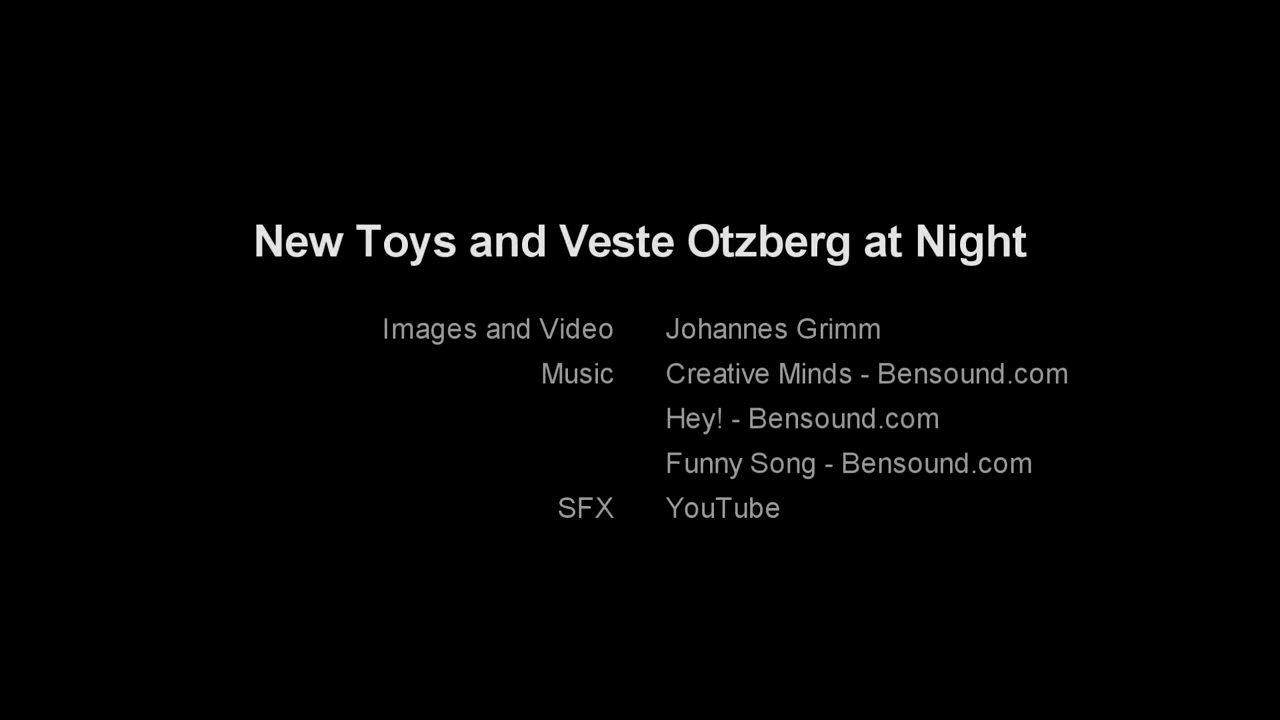 New Toys and Veste Otzberg at Night
Images and Video Johannes Grimm
Music Creative Minds - Bensound.com
Hey! - Bensound.com
Funny Song - Bensound.com
SFX YouTube